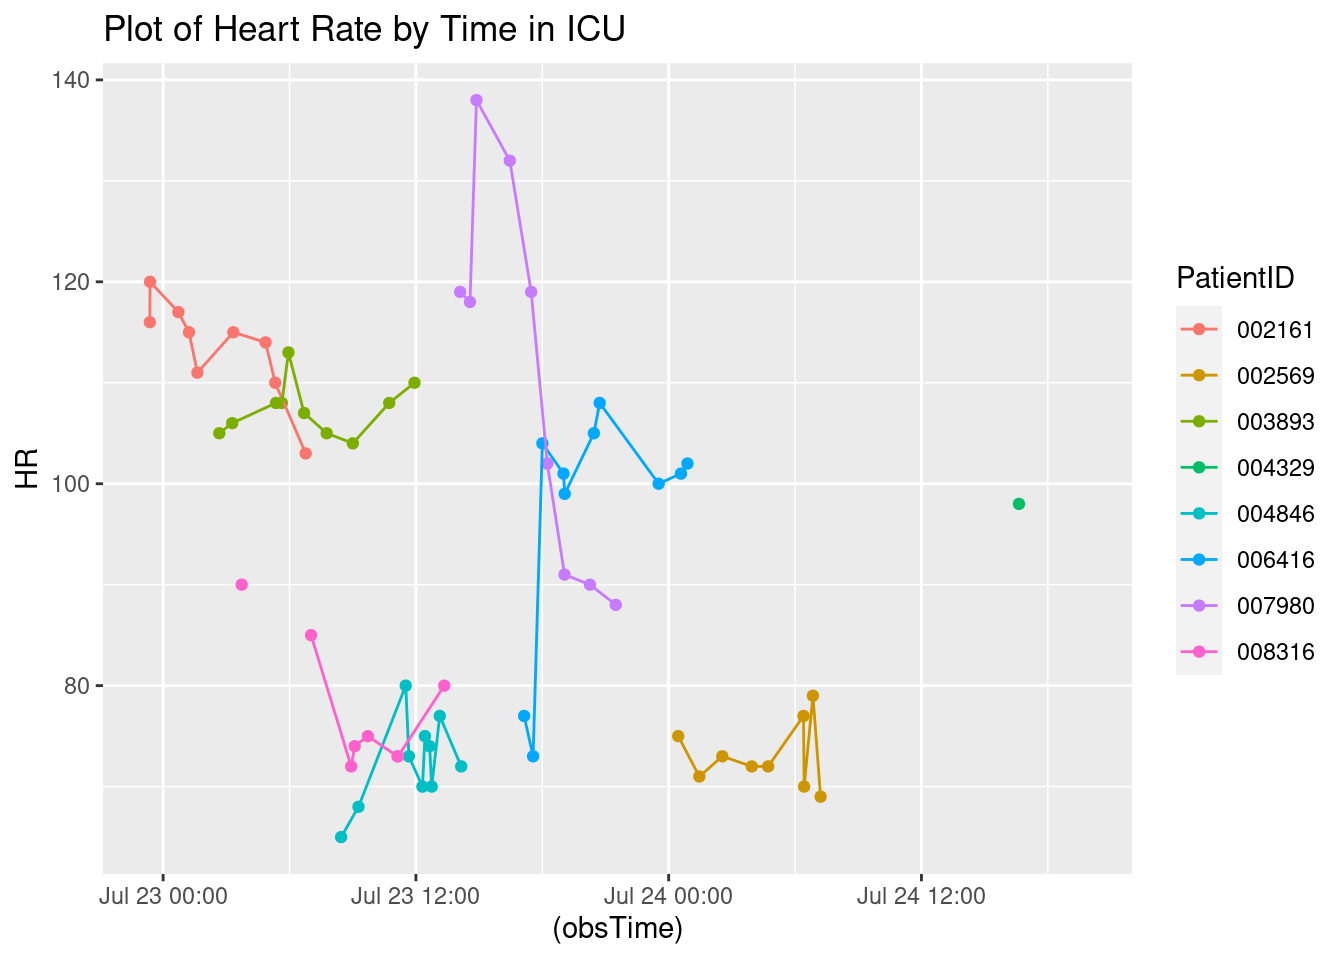 Plot of Heart Rate by Time in ICU
140
120
100
80
HR
Jul 23 00:00
Jul 23 12:00
Jul 24 00:00
Jul 24 12:00
(obsTime)
PatientID
002161
002569
003893
004329
004846
006416
007980
008316